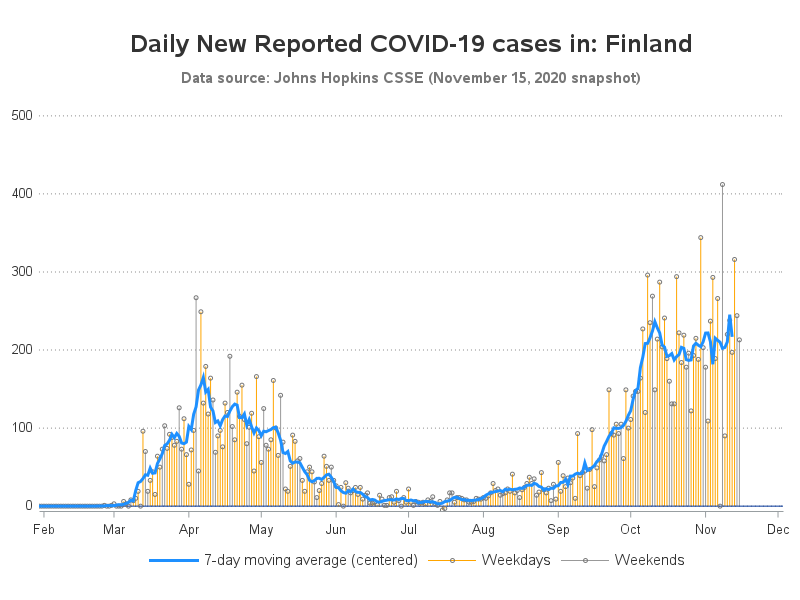 Daily New Reported COVID-19 cases in: Finland
Data source: Johns Hopkins CSSE (November 15, 2020 snapshot)
500
400
300
200
100
0
Feb Mar Apr May Jun Jul Aug Sep Oct Nov Dec
7-day moving average (centered) Weekdays Weekends